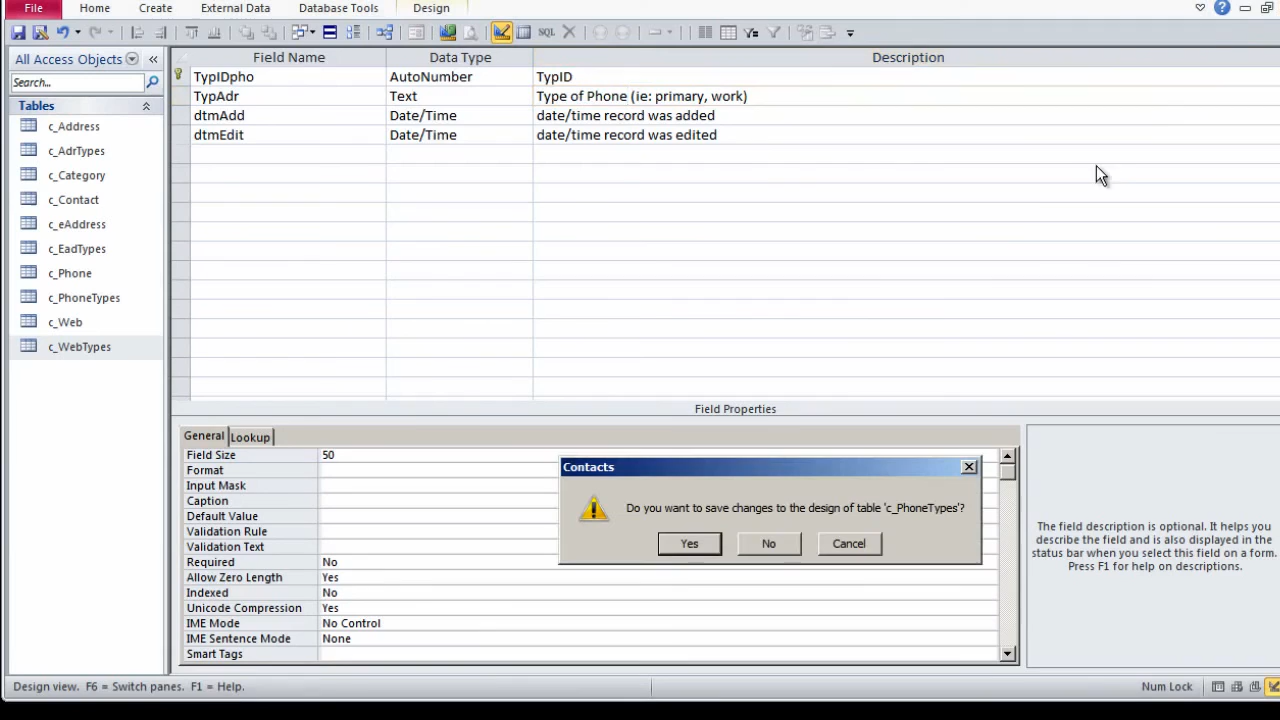 File Home Create External Data Database Tools Design
SQL
All Access Objects
Search...
Tables
c_Address
c_AdrTypes
c_Category
c_Contact
c_eAddress
c_EadTypes
c_Phone
c_PhoneTypes
c_Web
c_WebTypes
Field Name Data Type Description
TypIDpho AutoNumber TypID
TypAdr Text Type of Phone (ie: primary, work)
dtmAdd Date/Time date/time record was added
dtmEdit Date/Time date/time record was edited
Field Properties
General Lookup
Field Size 50
Format
Input Mask
Caption
Default Value
Validation Rule
Validation Text
Required No
Allow Zero Length Yes
Indexed No
Unicode Compression Yes
IME Mode No Control
IME Sentence Mode None
Smart Tags
Contacts
Do you want to save changes to the design of table 'c_PhoneTypes'?
Yes No Cancel
The field description is optional. It helps you
describe the field and is also displayed in the
status bar when you select this field on a form.
Press F1 for help on descriptions.
Design view. F6 = Switch panes. F1 = Help.
Num Lock